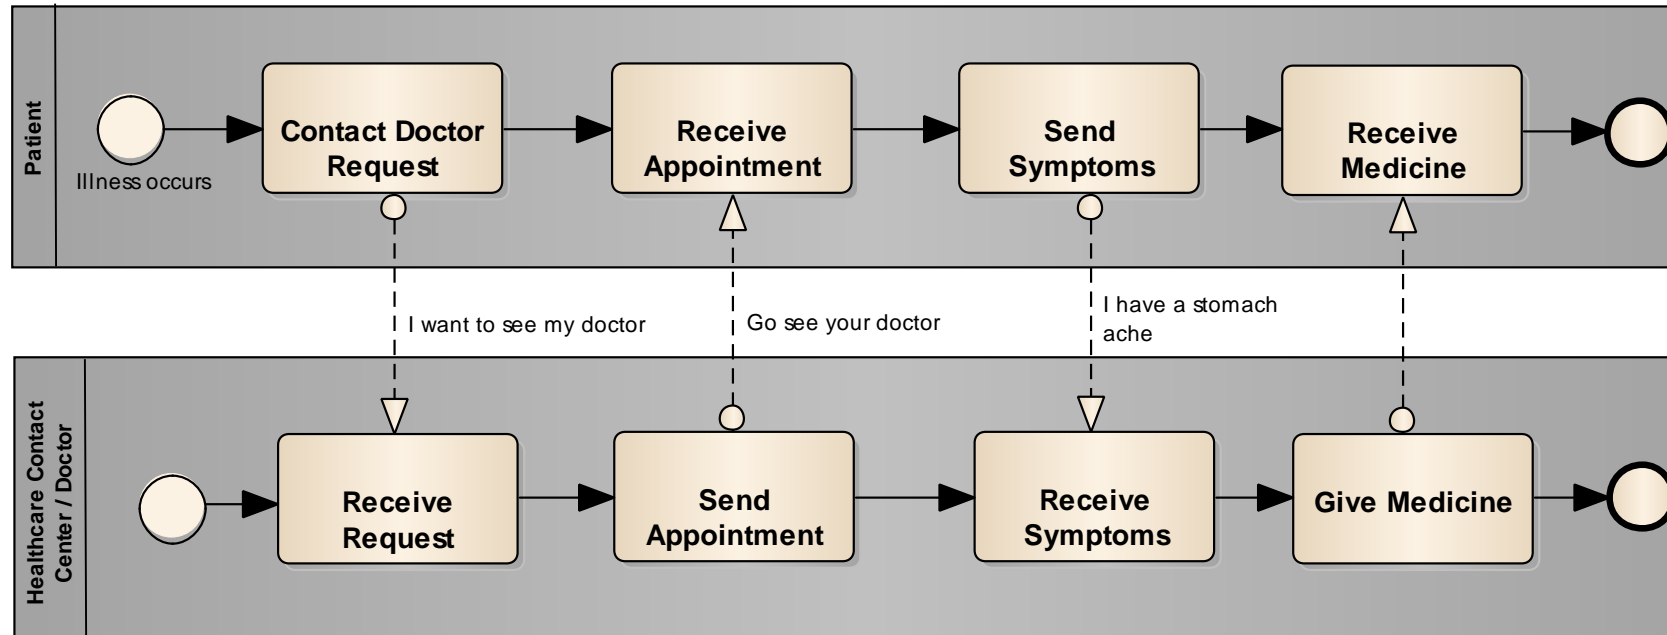 Patient
Illness occurs
Contact Doctor
Request
Receive
Appointment
Send
Symptoms
Receive
Medicine
I want to see my doctor
Go see your doctor
I have a stomach
ache
Healthcare Contact
Center / Doctor
Receive
Request
Send
Appointment
Receive
Symptoms
Give Medicine